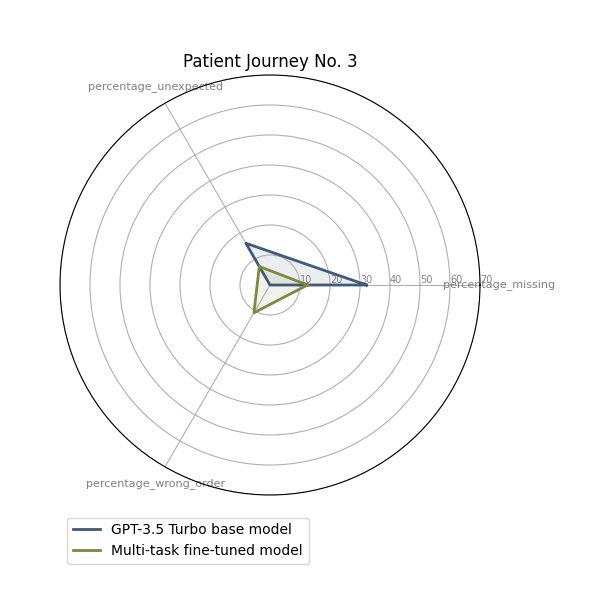 Patient Journey No. 3
percentage_unexpected
10 20 30 40 50 60 70
percentage_missing
percentage_wrong_order
GPT-3.5 Turbo base model
Multi-task fine-tuned model